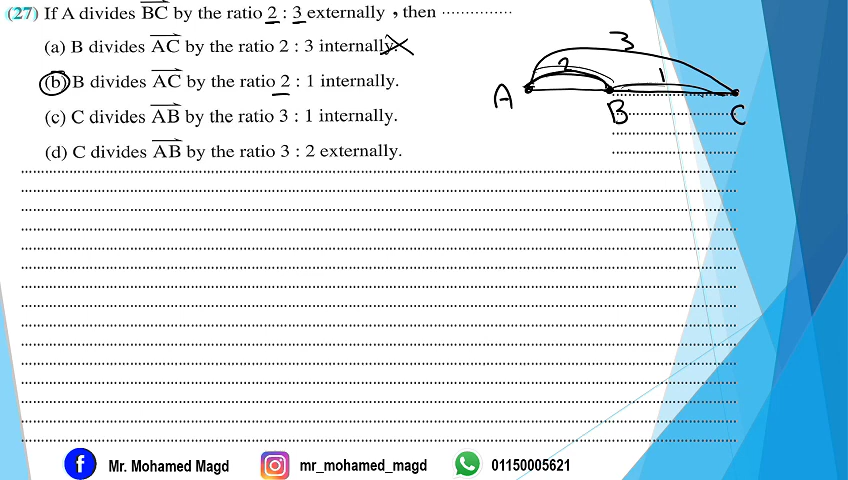 (27) If A divides BC by the ratio 2 : 3 externally , then ..............
(a) B divides AC by the ratio 2 : 3 internally.
(b) B divides AC by the ratio 2 : 1 internally.
(c) C divides AB by the ratio 3 : 1 internally.
(d) C divides AB by the ratio 3 : 2 externally.
3
2 1
A B C
Mr. Mohamed Magd mr_mohamed_magd 01150005621